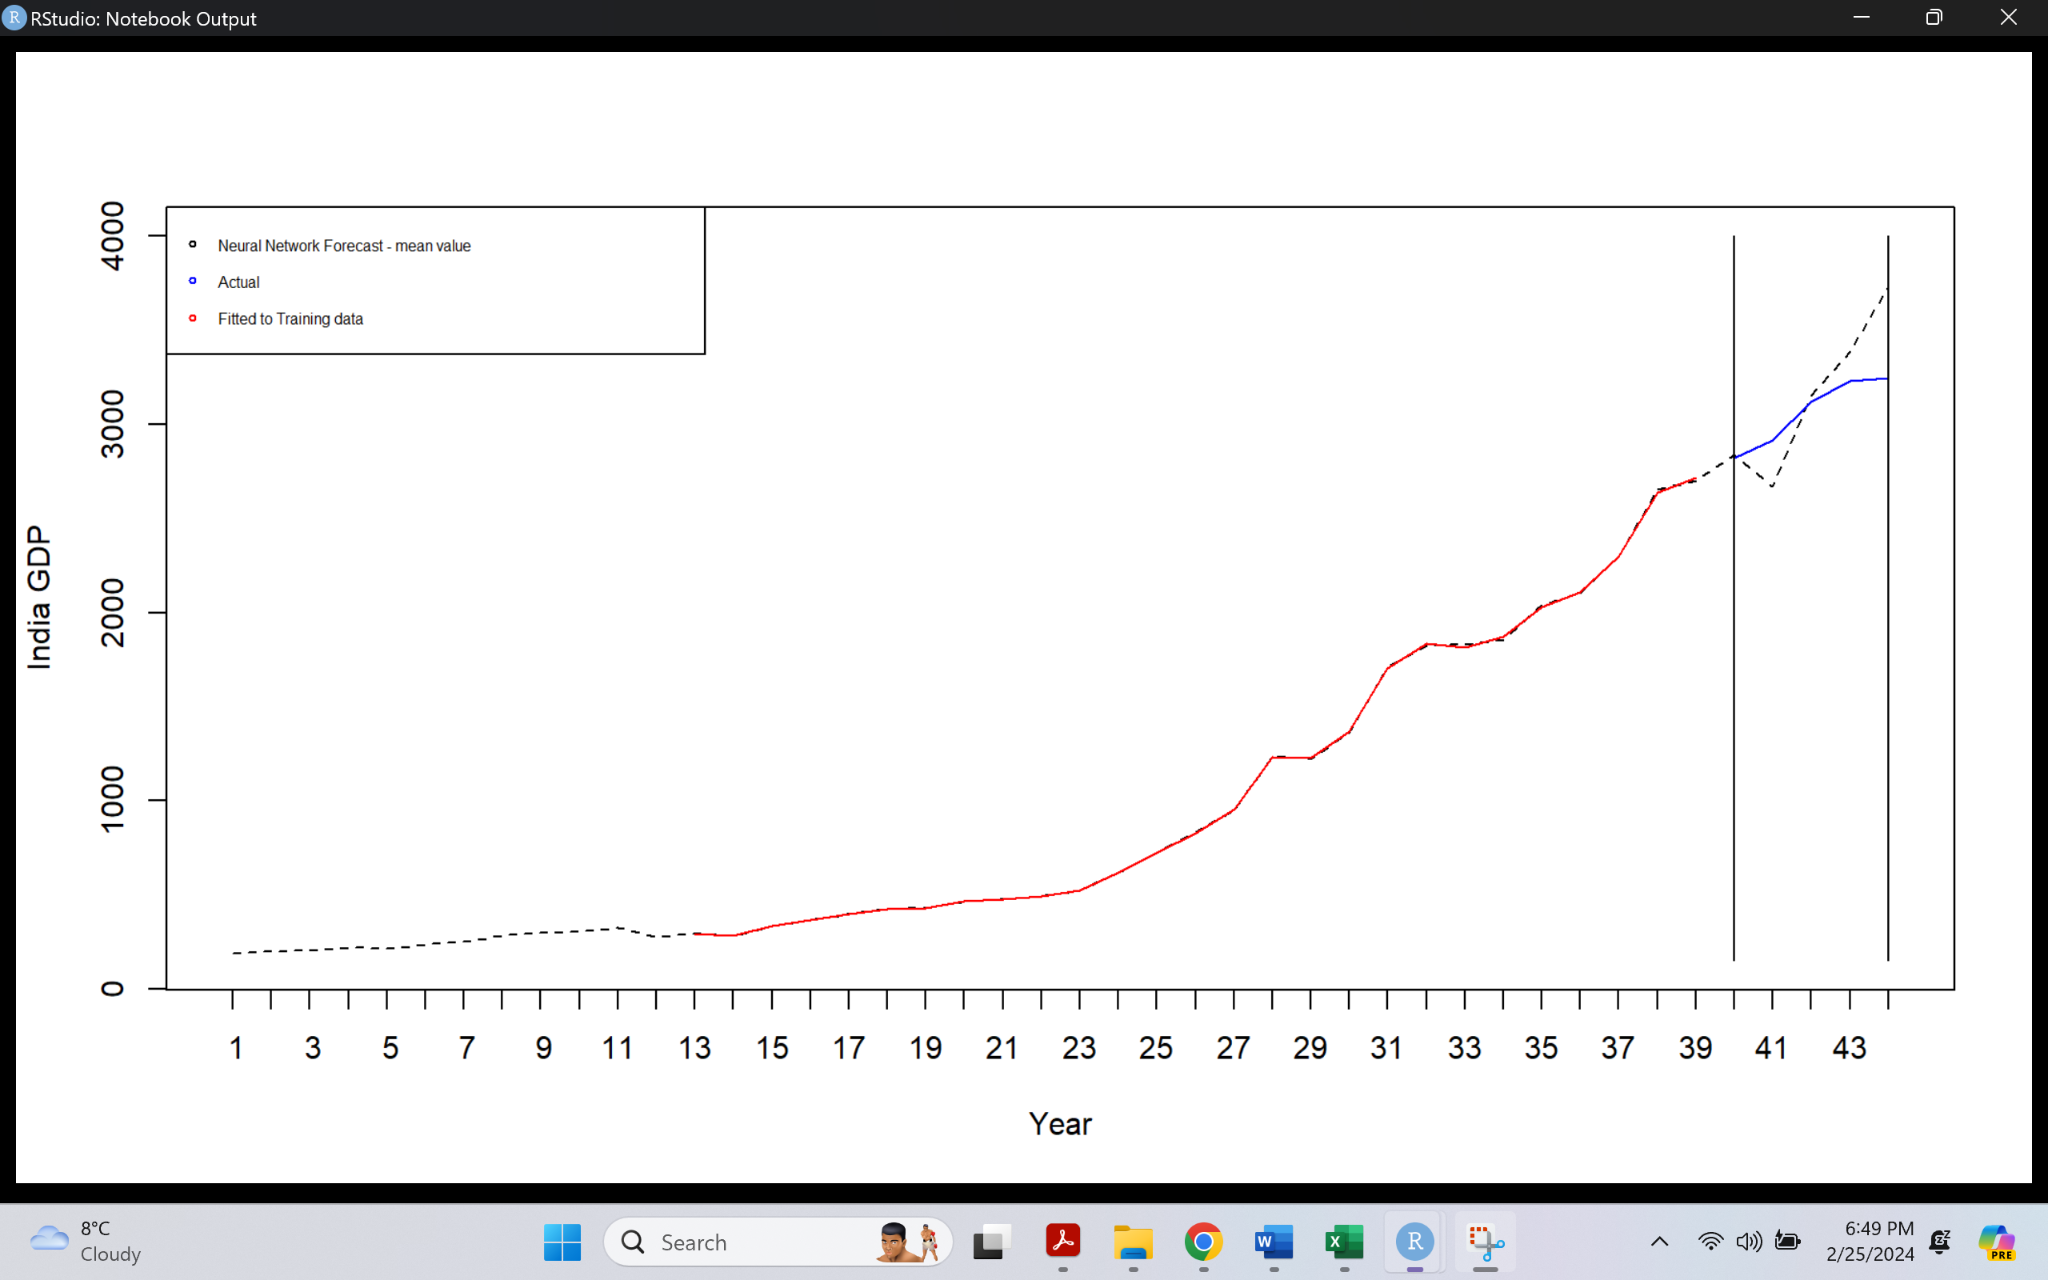 R RStudio: Notebook Output
Neural Network Forecast - mean value
Actual
Fitted to Training data
4000
3000
2000
1000
0
India GDP
1 3 5 7 9 11 13 15 17 19 21 23 25 27 29 31 33 35 37 39 41 43
Year
8°C
Cloudy
Search
W
X
R
6:49 PM
2/25/2024
PRE